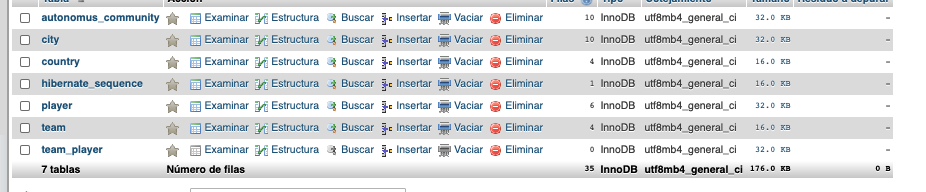 Tabla Acción Filas Tipo Cotejamiento Tamaño Residuo a depurar
autonomus_community Examinar Estructura Buscar Insertar Vaciar Eliminar 10 InnoDB utf8mb4_general_ci 32.0 KB -
city Examinar Estructura Buscar Insertar Vaciar Eliminar 10 InnoDB utf8mb4_general_ci 32.0 KB -
country Examinar Estructura Buscar Insertar Vaciar Eliminar 4 InnoDB utf8mb4_general_ci 16.0 KB -
hibernate_sequence Examinar Estructura Buscar Insertar Vaciar Eliminar 1 InnoDB utf8mb4_general_ci 16.0 KB -
player Examinar Estructura Buscar Insertar Vaciar Eliminar 6 InnoDB utf8mb4_general_ci 32.0 KB -
team Examinar Estructura Buscar Insertar Vaciar Eliminar 4 InnoDB utf8mb4_general_ci 16.0 KB -
team_player Examinar Estructura Buscar Insertar Vaciar Eliminar 0 InnoDB utf8mb4_general_ci 32.0 KB -
7 tablas Número de filas 35 InnoDB utf8mb4_general_ci 176.0 KB 0 B